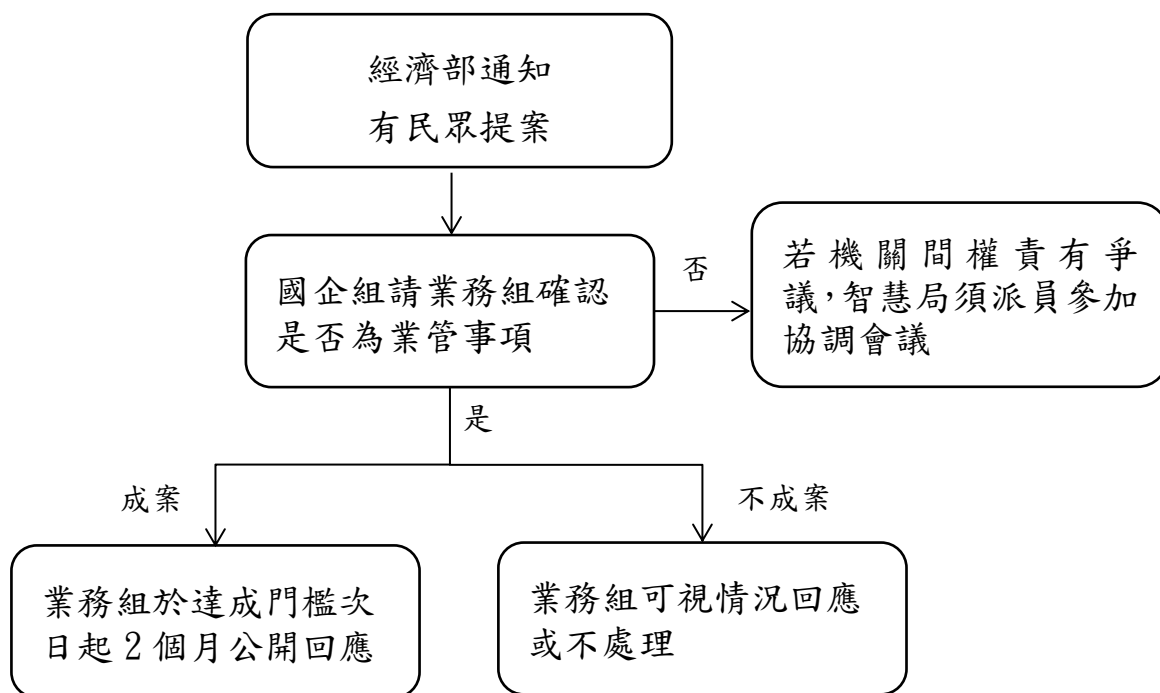 經濟部通知
有民眾提案
國企組請業務組確認
是否為業管事項
否
若機關間權責有爭
議，智慧局須派員參加
協調會議
是
成案
不成案
業務組於達成門檻次
日起2個月公開回應
業務組可視情況回應
或不處理